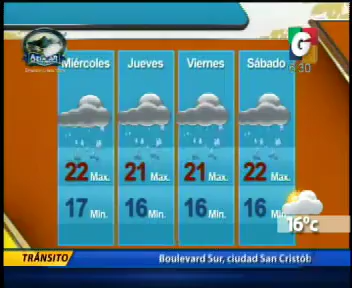 Miércoles Jueves Viernes Sábado
G
22 Max. 21 Max. 21 Max. 22 Max.
17 Min. 16 Min. 16 Min. 16 Min.
16°c
TRÁNSITO Boulevard Sur, ciudad San Cristób